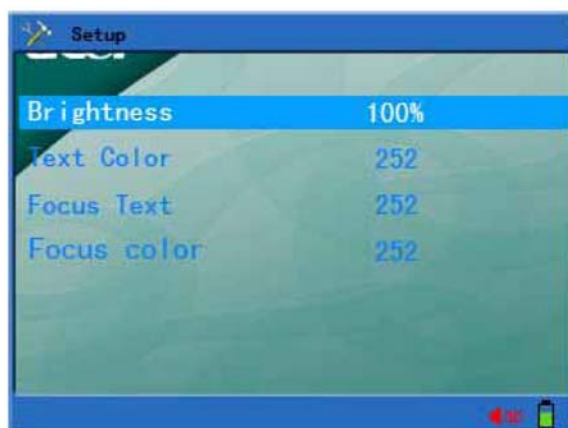 Setup
Brightness 100%
Text Color 252
Focus Text 252
Focus color 252